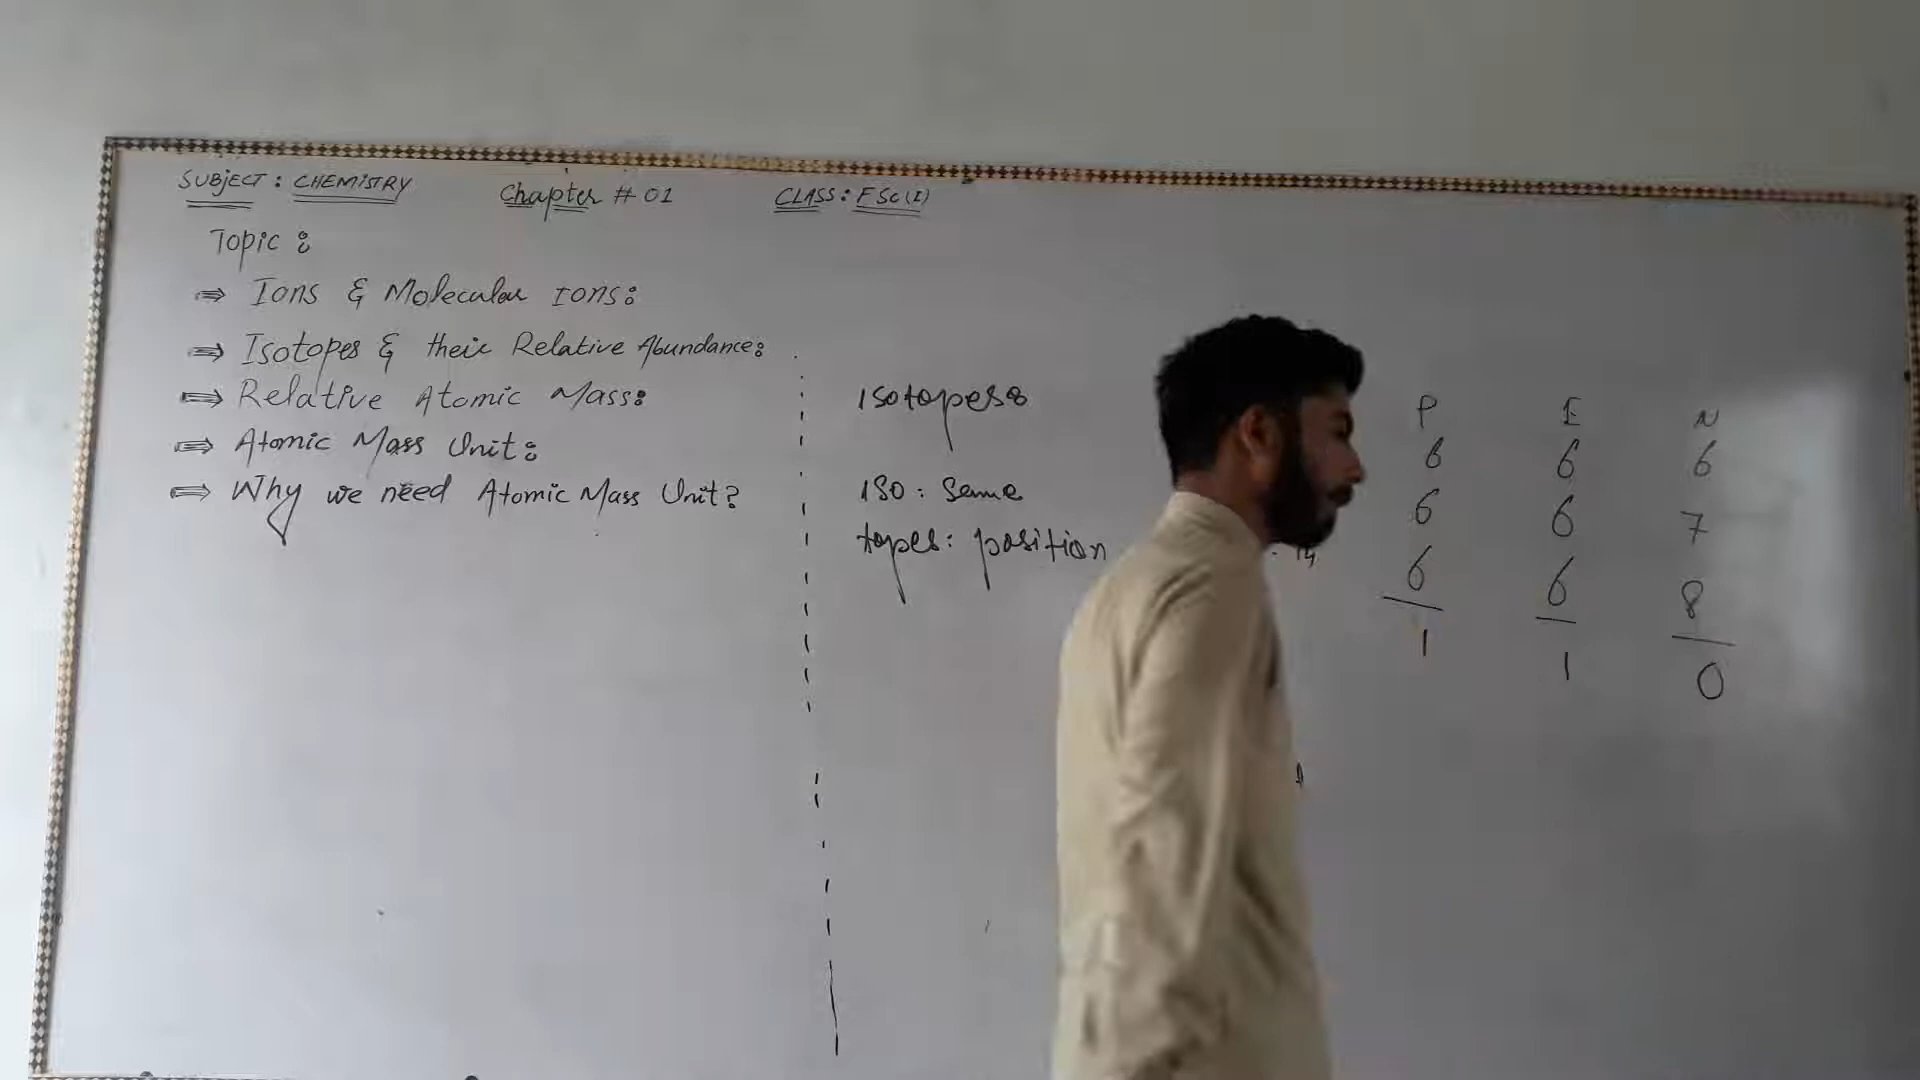 SUBJECT: CHEMISTRY Chapter # 01 CLASS: FSC(I)
Topic:
⇒ Ions & Molecular Ions:
⇒ Isotopes & their Relative Abundance:
⇒ Relative Atomic Mass:
⇒ Atomic Mass Unit:
⇒ Why we need Atomic Mass Unit?
Isotopes:
ISO: Same
topes: position
14
P E N
6 6 6
6 6 7
6 6 8
1 1 0